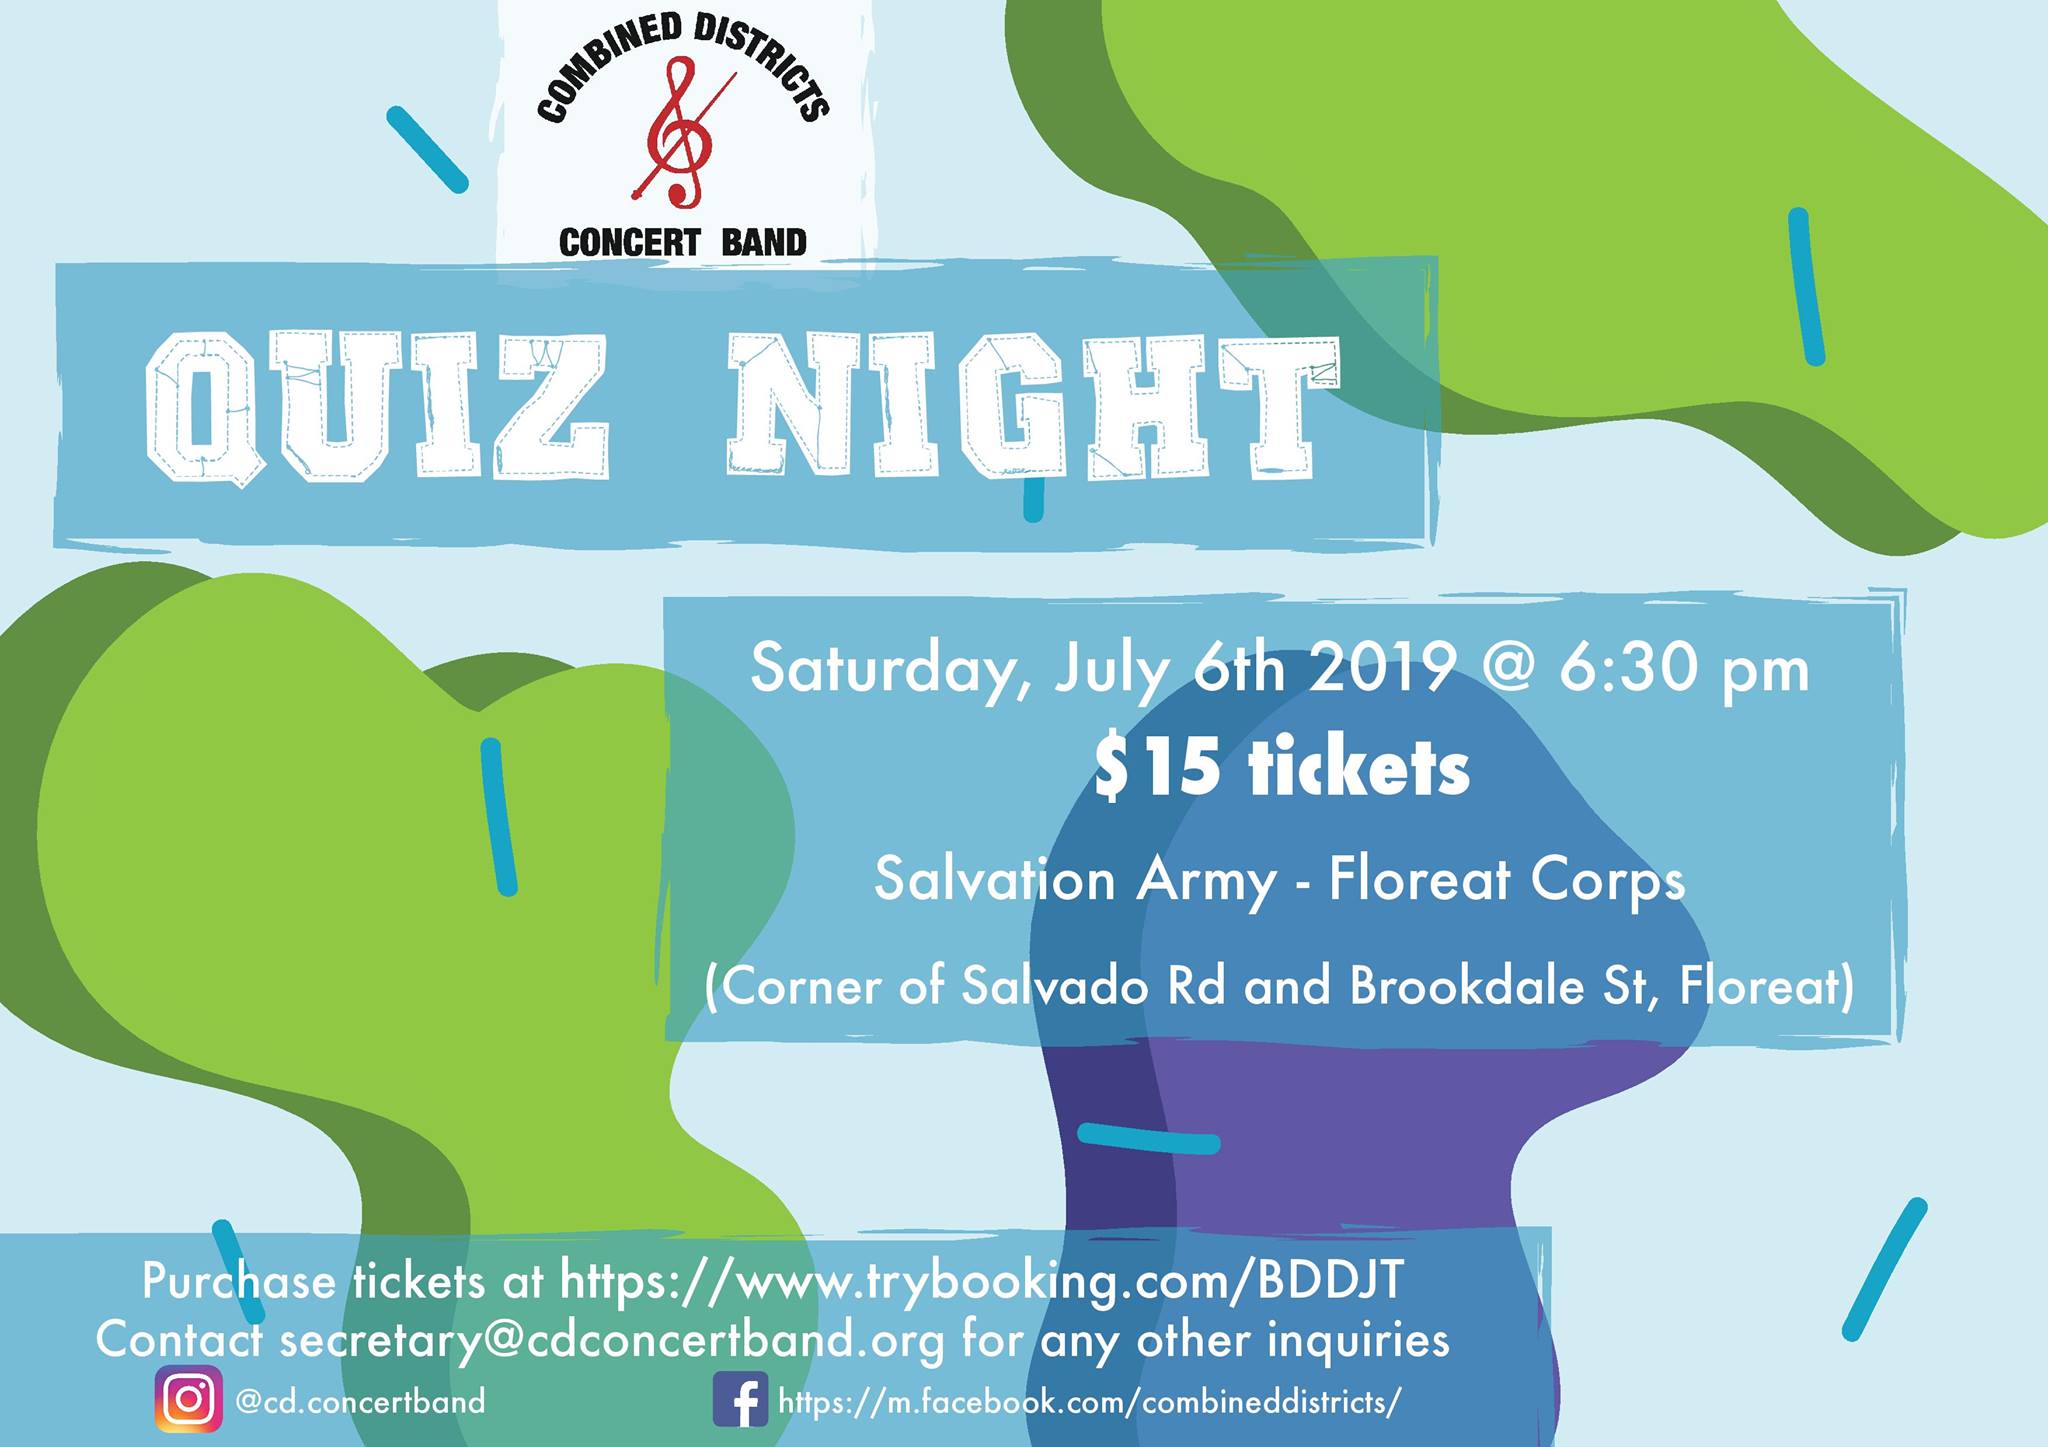 COMBINED DISTRICTS
CONCERT BAND
QUIZ NIGHT
Saturday, July 6th 2019 @ 6:30 pm
$15 tickets
Salvation Army - Floreat Corps
(Corner of Salvado Rd and Brookdale St, Floreat)
Purchase tickets at https://www.trybooking.com/BDDJT
Contact secretary@cdconcertband.org for any other inquiries
@cd.concertband
https://m.facebook.com/combineddistricts/